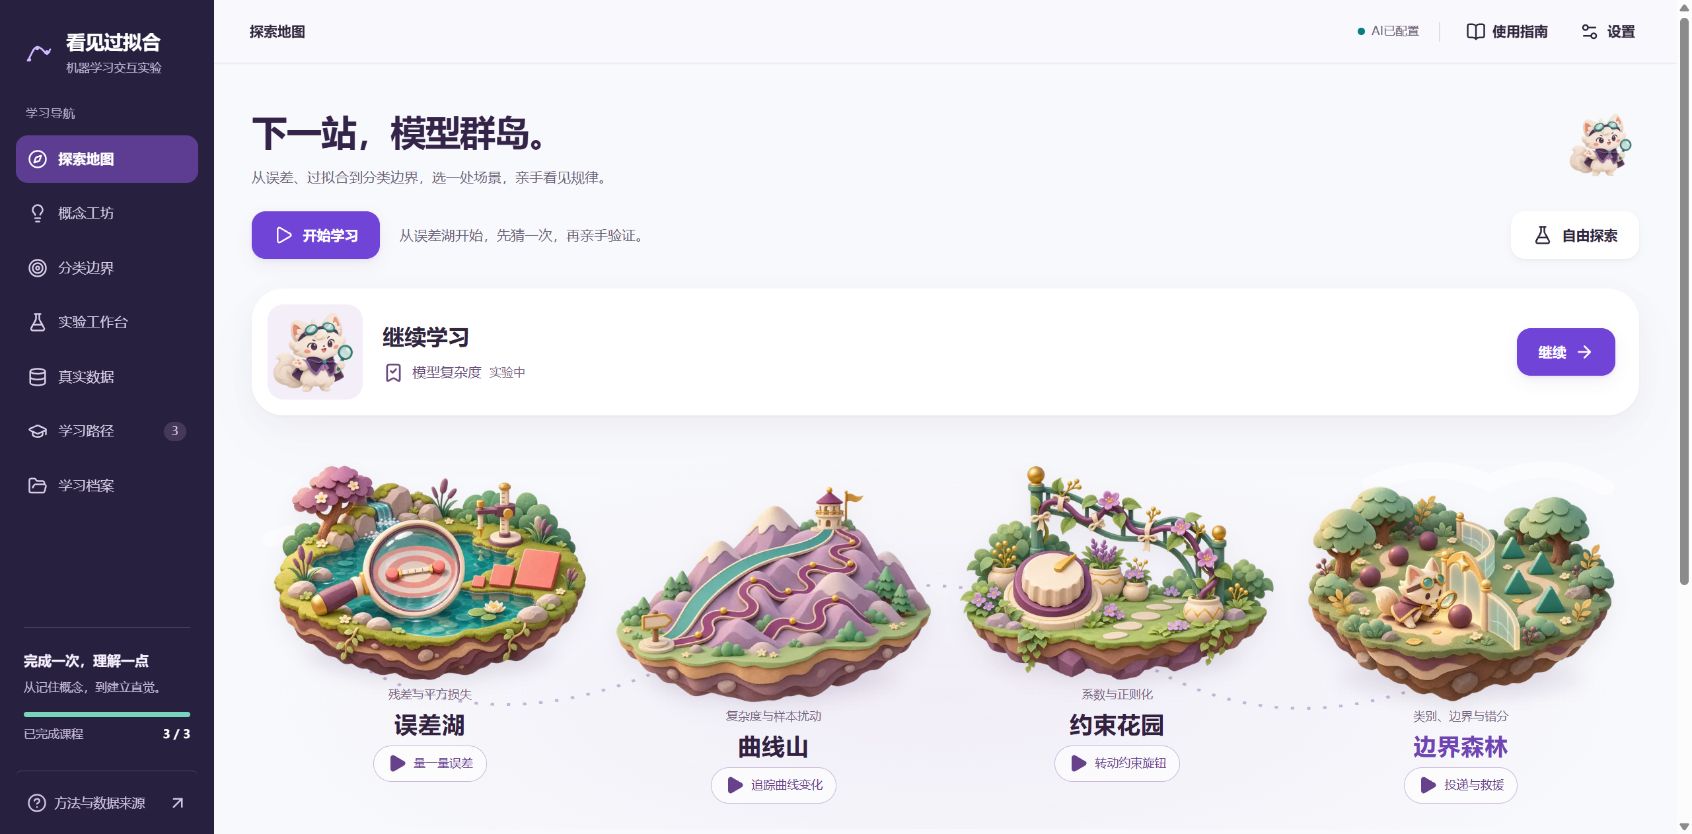 看见过拟合
机器学习交互实验
学习导航
探索地图
概念工坊
分类边界
实验工作台
真实数据
学习路径 3
学习档案
完成一次，理解一点
从记住概念，到建立直觉。
已完成课程 3 / 3
方法与数据来源
探索地图
AI已配置
使用指南
设置
下一站，模型群岛。
从误差、过拟合到分类边界，选一处场景，亲手看见规律。
开始学习
从误差湖开始，先猜一次，再亲手验证。
自由探索
继续学习
模型复杂度 实验中
继续
残差与平方损失
误差湖
量一量误差
复杂度与样本扰动
曲线山
追踪曲线变化
系数与正则化
约束花园
转动约束旋钮
类别、边界与错分
边界森林
投递与救援